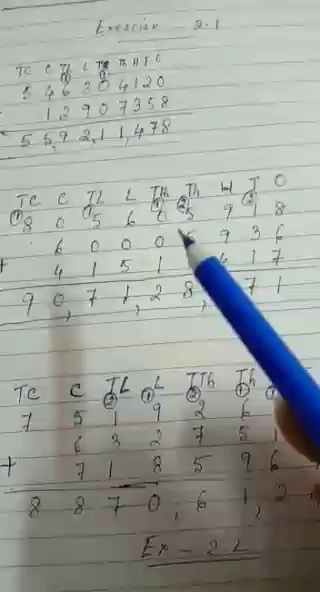 Exercise 2.1
TC C TL L TTh Th H T O
5 4 6 3 0 4 1 2 0
1 2 9 0 7 3 5 8
5 5,9 2,1 1,4 7 8
TC C TL L TTh Th H T O
8 0 5 6 0 5 9 1 8
6 0 0 0 5 9 3 6
+ 4 1 5 1 4 1 7
9 0,7 1,2 8, 7 1
TC C TL L TTh Th
7 5 1 9 2 6
6 3 2 7 5 1
+ 7 1 8 5 9 6
8 8 7 0,6 1,2
Ex - 2.2